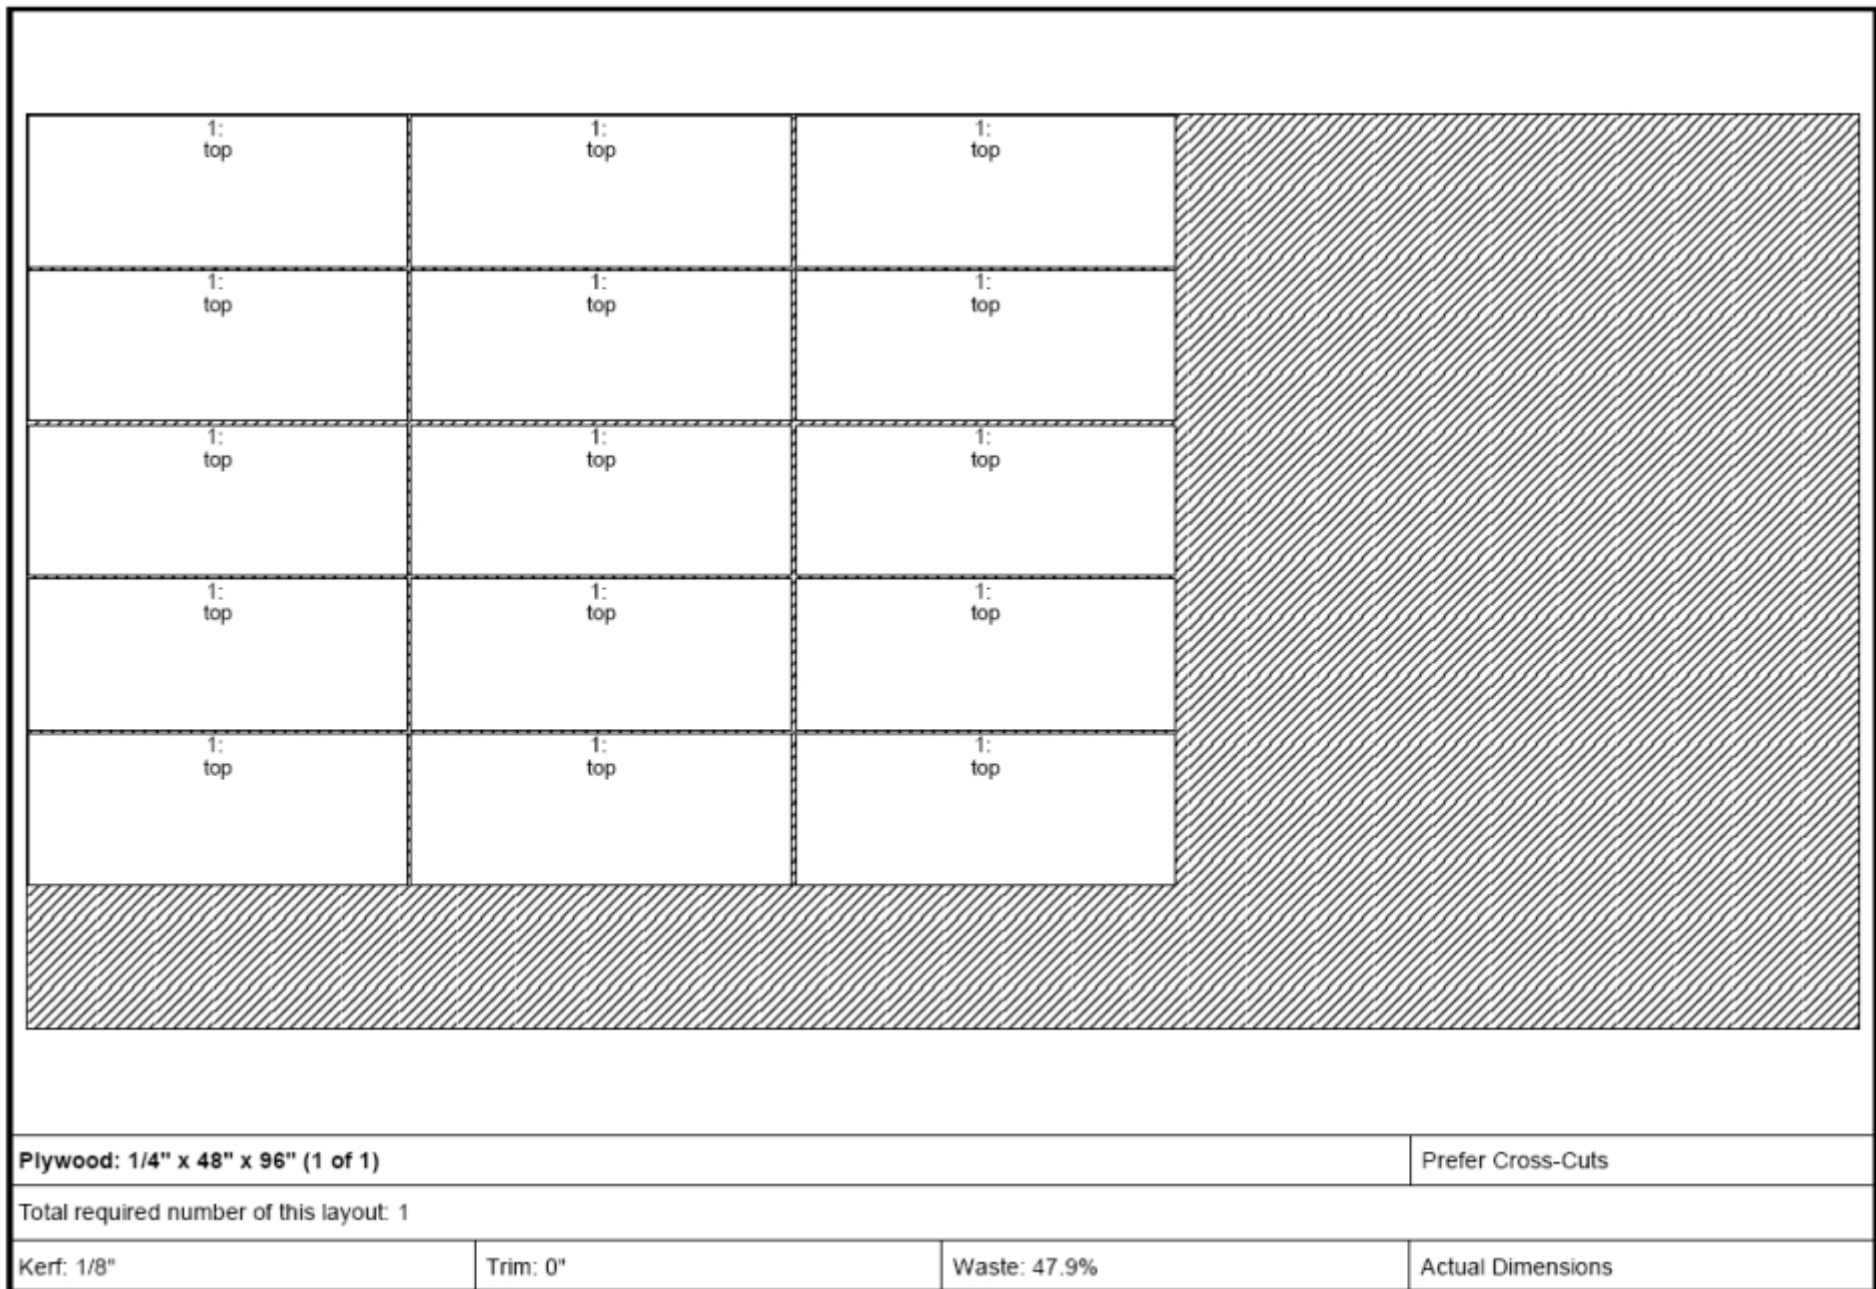 1: 1: 1:
top top top
1: 1: 1:
top top top
1: 1: 1:
top top top
1: 1: 1:
top top top
1: 1: 1:
top top top
Plywood: 1/4" x 48" x 96" (1 of 1) Prefer Cross-Cuts
Total required number of this layout: 1
Kerf: 1/8" Trim: 0" Waste: 47.9% Actual Dimensions